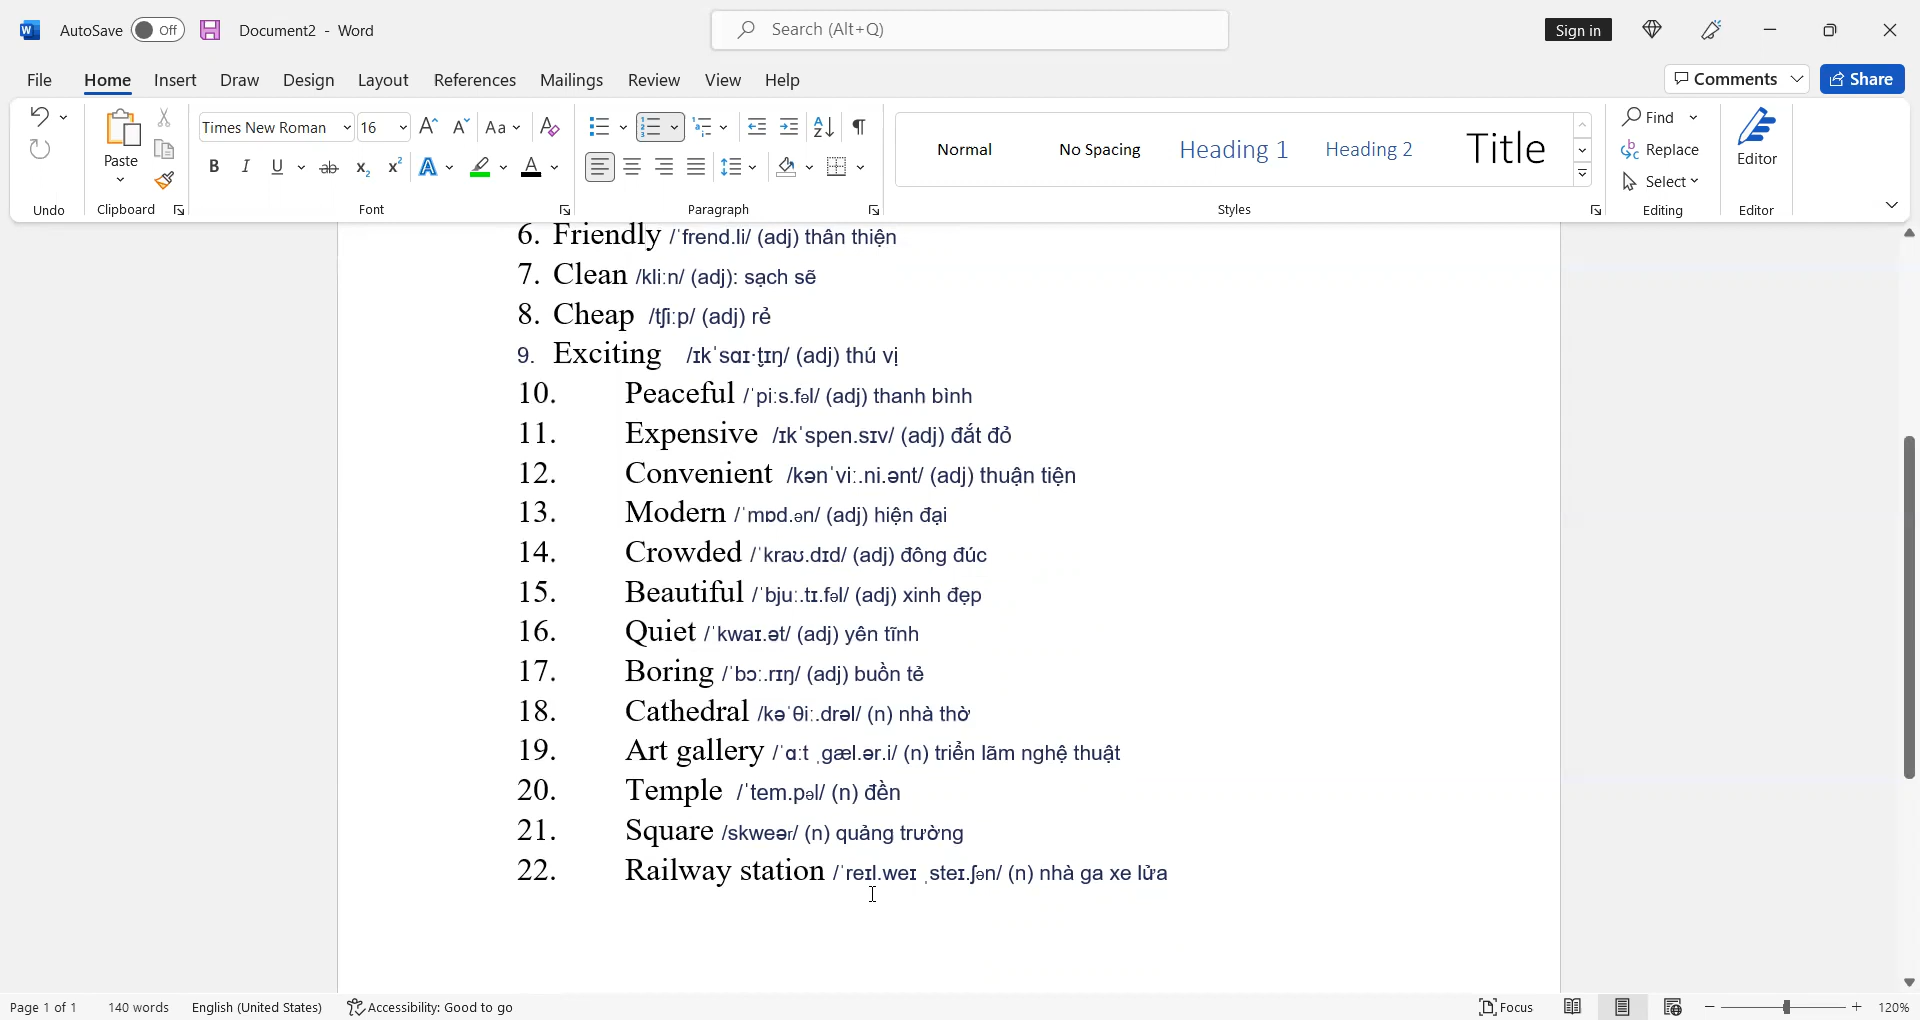 AutoSave Off Document2 - Word Search (Alt+Q) Sign in
File Home Insert Draw Design Layout References Mailings Review View Help Comments Share
Times New Roman 16 Aa Normal No Spacing Heading 1 Heading 2 Title Find
Paste Replace Editor
B I U ab x₂ x² A A Select
Undo Clipboard Font Paragraph Styles Editing Editor
6. Friendly /ˈfrend.li/ (adj) thân thiện
7. Clean /kliːn/ (adj): sạch sẽ
8. Cheap /tʃiːp/ (adj) rẻ
9. Exciting /ɪkˈsɑɪ·t̬ɪŋ/ (adj) thú vị
10. Peaceful /ˈpiːs.fəl/ (adj) thanh bình
11. Expensive /ɪkˈspen.sɪv/ (adj) đắt đỏ
12. Convenient /kənˈviː.ni.ənt/ (adj) thuận tiện
13. Modern /ˈmɒd.ən/ (adj) hiện đại
14. Crowded /ˈkraʊ.dɪd/ (adj) đông đúc
15. Beautiful /ˈbjuː.tɪ.fəl/ (adj) xinh đẹp
16. Quiet /ˈkwaɪ.ət/ (adj) yên tĩnh
17. Boring /ˈbɔː.rɪŋ/ (adj) buồn tẻ
18. Cathedral /kəˈθiː.drəl/ (n) nhà thờ
19. Art gallery /ˈɑːt ˌɡæl.ər.i/ (n) triển lãm nghệ thuật
20. Temple /ˈtem.pəl/ (n) đền
21. Square /skweər/ (n) quảng trường
22. Railway station /ˈreɪl.weɪ ˌsteɪ.ʃən/ (n) nhà ga xe lửa
Page 1 of 1 140 words English (United States) Accessibility: Good to go Focus 120%